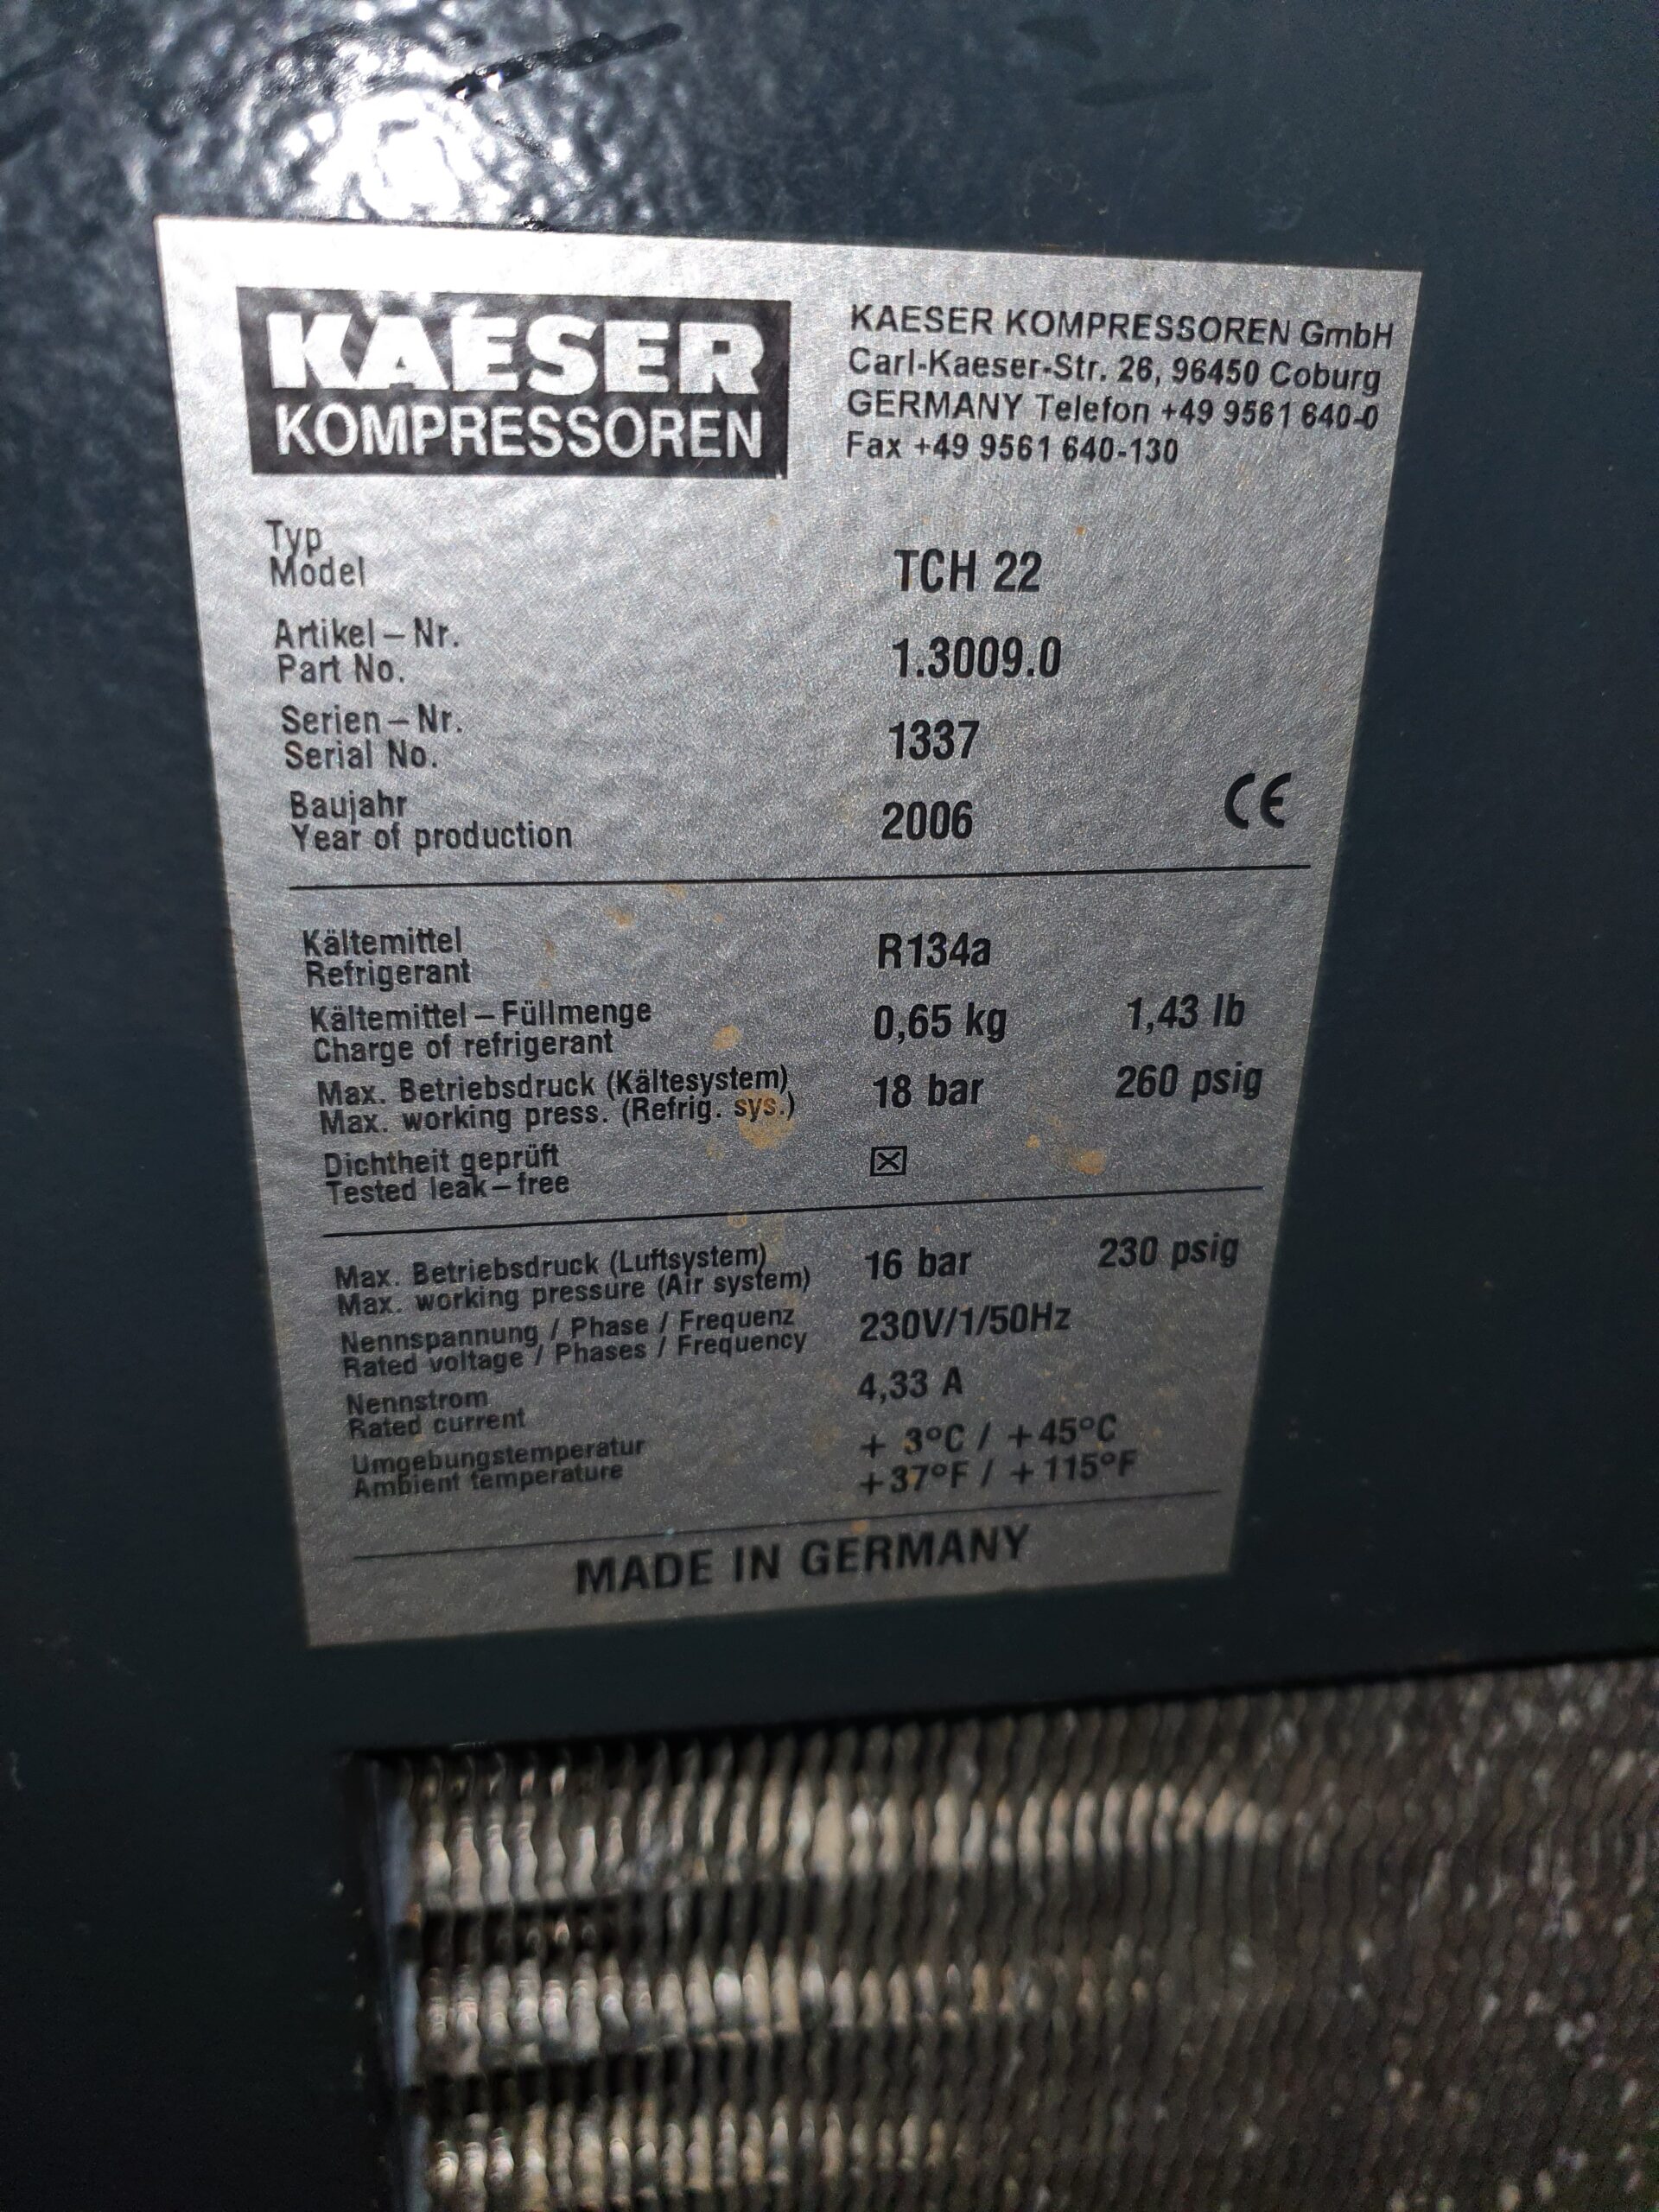 KAESER
KOMPRESSOREN
KAESER KOMPRESSOREN GmbH
Carl-Kaeser-Str. 26, 96450 Coburg
GERMANY Telefon +49 9561 640-0
Fax +49 9561 640-130
Typ
Model
TCH 22
Artikel – Nr.
Part No.
1.3009.0
Serien – Nr.
Serial No.
1337
Baujahr
Year of production
2006
CE
Kältemittel
Refrigerant
R134a
Kältemittel – Füllmenge
Charge of refrigerant
0,65 kg 1,43 lb
Max. Betriebsdruck (Kältesystem)
Max. working press. (Refrig. sys.)
18 bar 260 psig
Dichtheit geprüft
Tested leak – free
☒
Max. Betriebsdruck (Luftsystem)
Max. working pressure (Air system)
16 bar 230 psig
Nennspannung / Phase / Frequenz
Rated voltage / Phases / Frequency
230V/1/50Hz
Nennstrom
Rated current
4,33 A
Umgebungstemperatur
Ambient temperature
+ 3°C / +45°C
+37°F / +115°F
MADE IN GERMANY